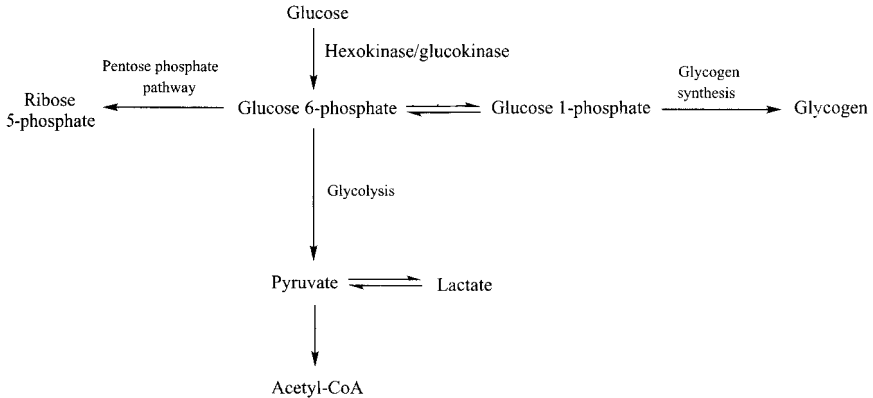 Glucose
Hexokinase/glucokinase
Pentose phosphate
pathway
Glycogen
synthesis
Ribose
5-phosphate
Glucose 6-phosphate
Glucose 1-phosphate
Glycogen
Glycolysis
Pyruvate
Lactate
Acetyl-CoA